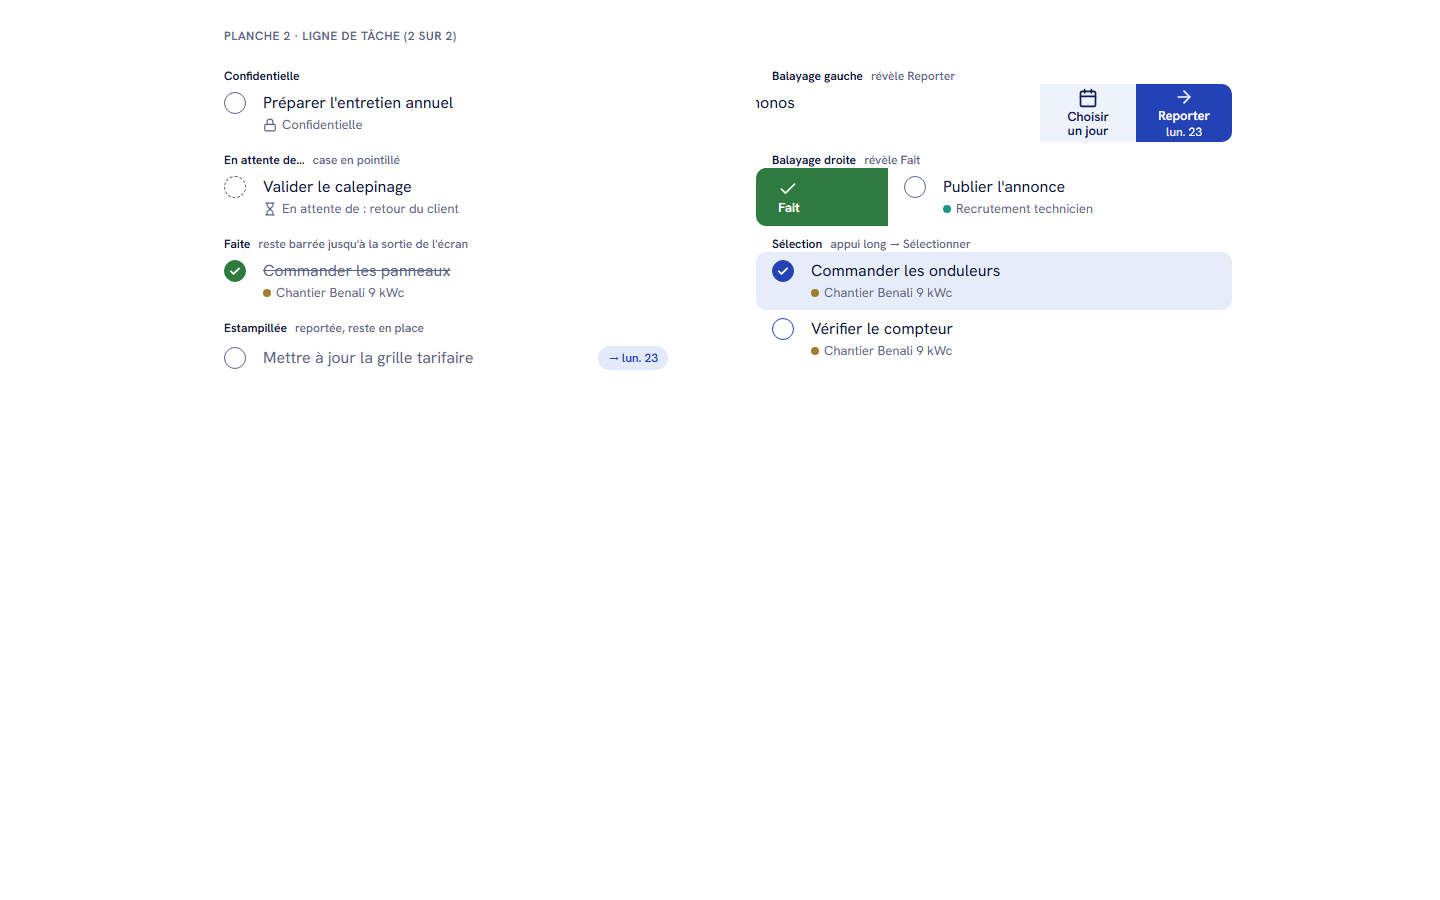 PLANCHE 2 · LIGNE DE TÂCHE (2 SUR 2)
Confidentielle
Préparer l'entretien annuel
Confidentielle
En attente de... case en pointillé
Valider le calepinage
En attente de : retour du client
Faite reste barrée jusqu'à la sortie de l'écran
Commander les panneaux
Chantier Benali 9 kWc
Estampillée reportée, reste en place
Mettre à jour la grille tarifaire
→ lun. 23
Balayage gauche révèle Reporter
Choisir
un jour
Reporter
lun. 23
Balayage droite révèle Fait
Fait
Publier l'annonce
Recrutement technicien
Sélection appui long → Sélectionner
Commander les onduleurs
Chantier Benali 9 kWc
Vérifier le compteur
Chantier Benali 9 kWc